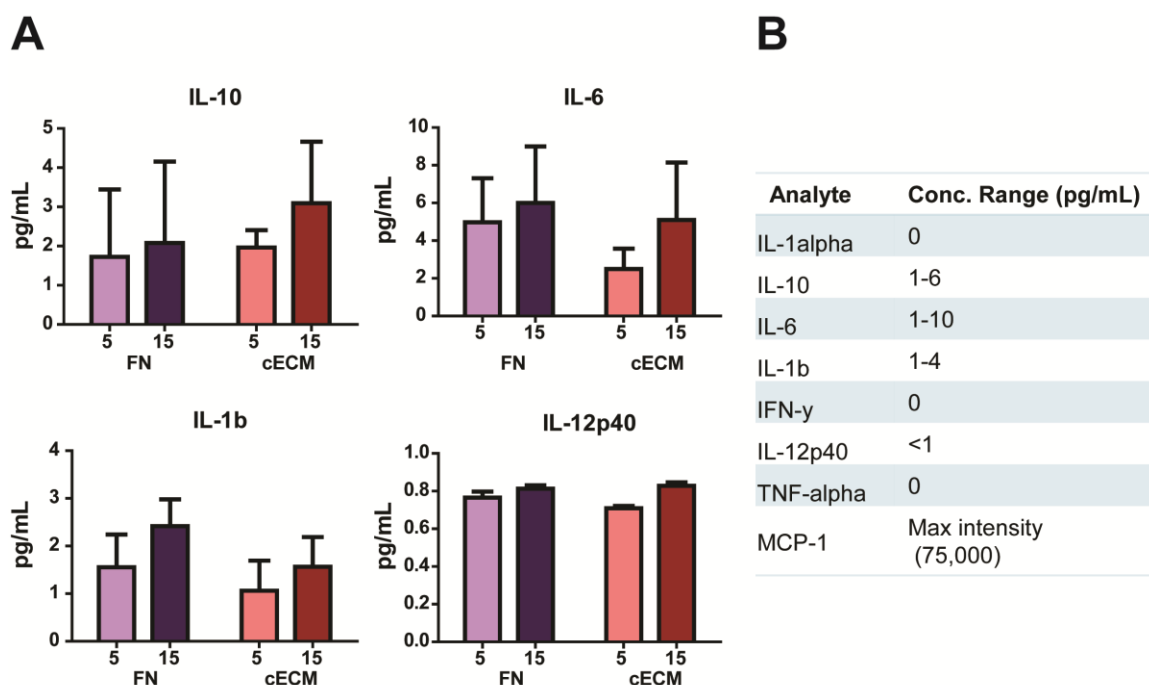 A
B
IL-10
pg/mL
5
4
3
2
1
0
5 15 5 15
FN cECM
IL-6
pg/mL
10
8
6
4
2
0
5 15 5 15
FN cECM
IL-1b
pg/mL
4
3
2
1
0
5 15 5 15
FN cECM
IL-12p40
pg/mL
1.0
0.8
0.6
0.4
0.2
0.0
5 15 5 15
FN cECM
Analyte Conc. Range (pg/mL)
IL-1alpha 0
IL-10 1-6
IL-6 1-10
IL-1b 1-4
IFN-y 0
IL-12p40 <1
TNF-alpha 0
MCP-1 Max intensity
(75,000)